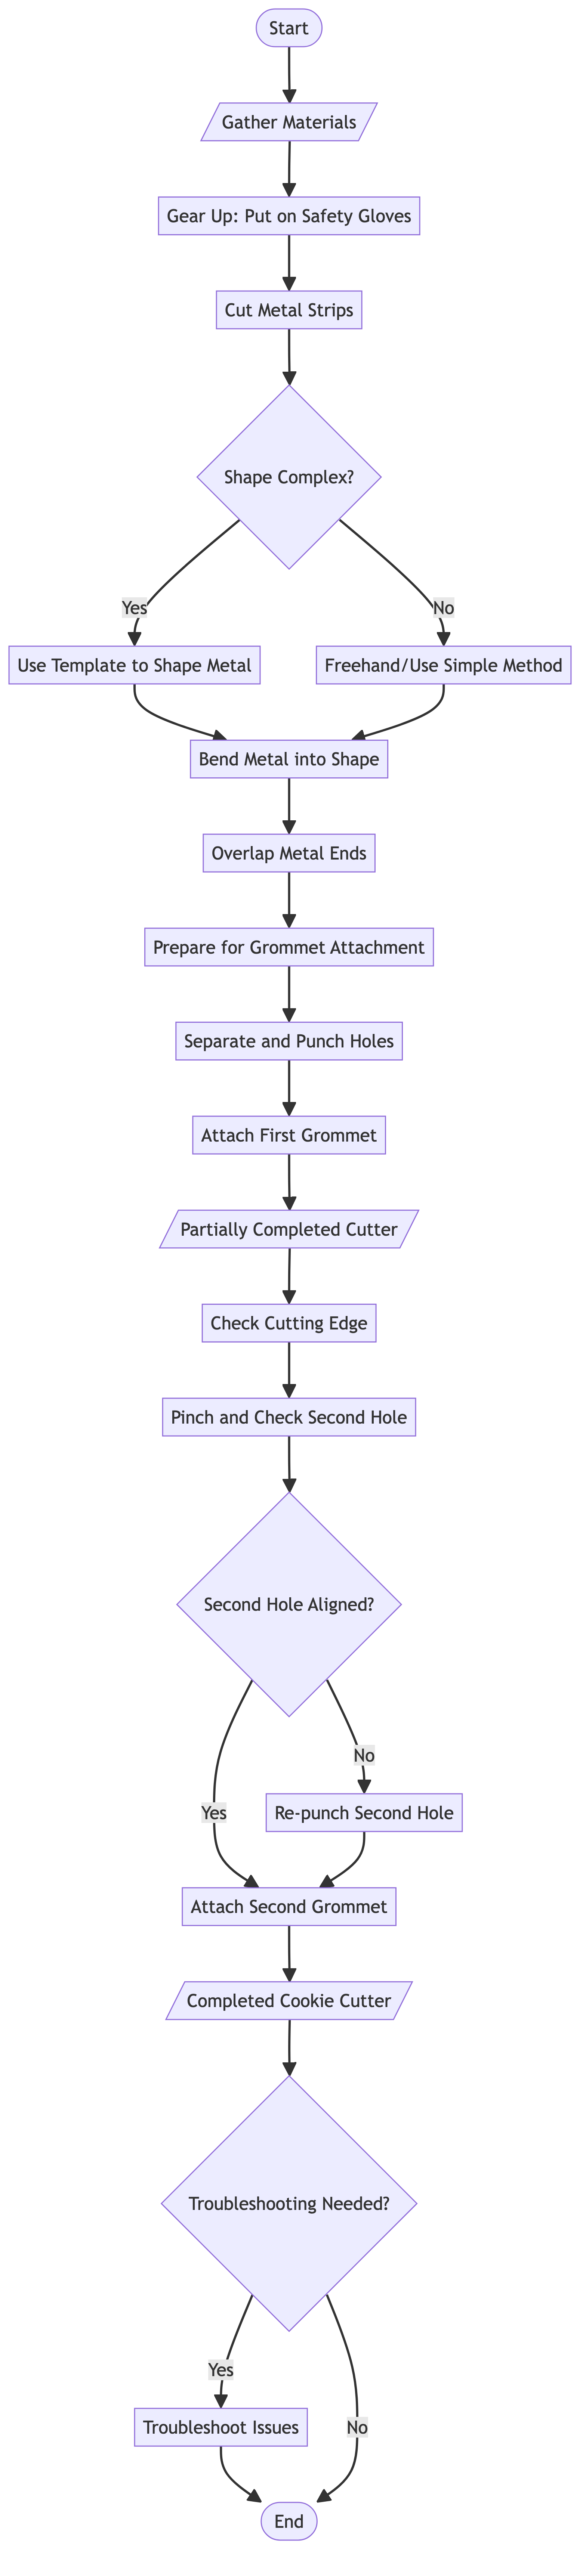 Start
Gather Materials
Gear Up: Put on Safety Gloves
Cut Metal Strips
Shape Complex?
Yes
No
Use Template to Shape Metal
Freehand/Use Simple Method
Bend Metal into Shape
Overlap Metal Ends
Prepare for Grommet Attachment
Separate and Punch Holes
Attach First Grommet
Partially Completed Cutter
Check Cutting Edge
Pinch and Check Second Hole
Second Hole Aligned?
No
Yes
Re-punch Second Hole
Attach Second Grommet
Completed Cookie Cutter
Troubleshooting Needed?
Yes
Troubleshoot Issues
No
End